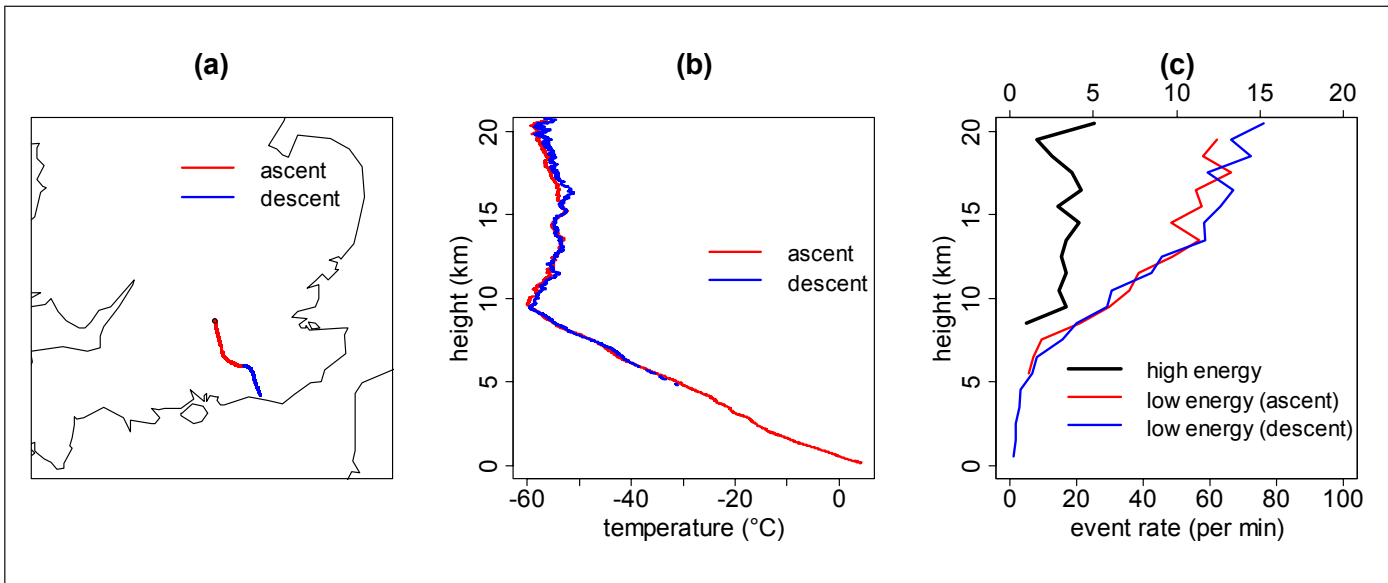 (a)
ascent
descent
(b)
20
15
10
5
0
height (km)
ascent
descent
-60
-40
-20
0
temperature (°C)
(c)
0
5
10
15
20
20
15
10
5
0
height (km)
high energy
low energy (ascent)
low energy (descent)
0
20
40
60
80
100
event rate (per min)